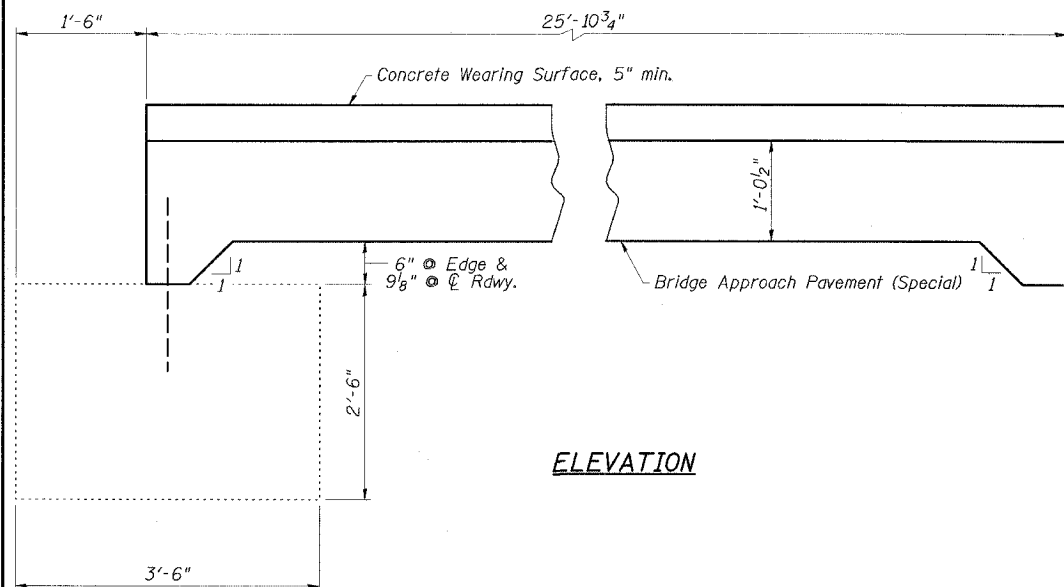 1'-6"
25'-10¾"
Concrete Wearing Surface, 5" min.
1'-0½"
1
1
6" @ Edge &
9⅛" @ ℄ Rdwy.
1
1
Bridge Approach Pavement (Special)
2'-6"
ELEVATION
3'-6"